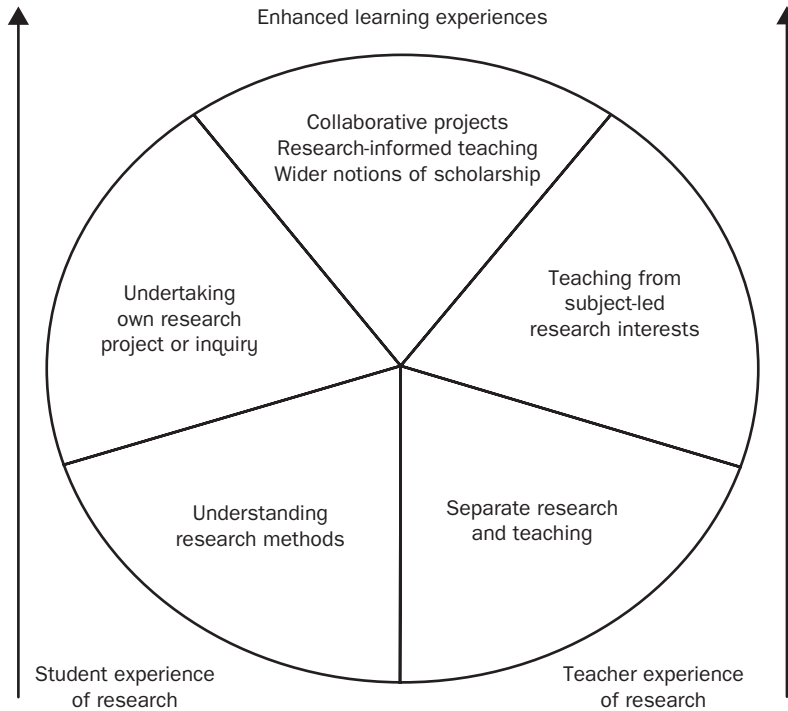 Enhanced learning experiences
Collaborative projects
Research-informed teaching
Wider notions of scholarship
Undertaking
own research
project or inquiry
Teaching from
subject-led
research interests
Understanding
research methods
Separate research
and teaching
Student experience
of research
Teacher experience
of research